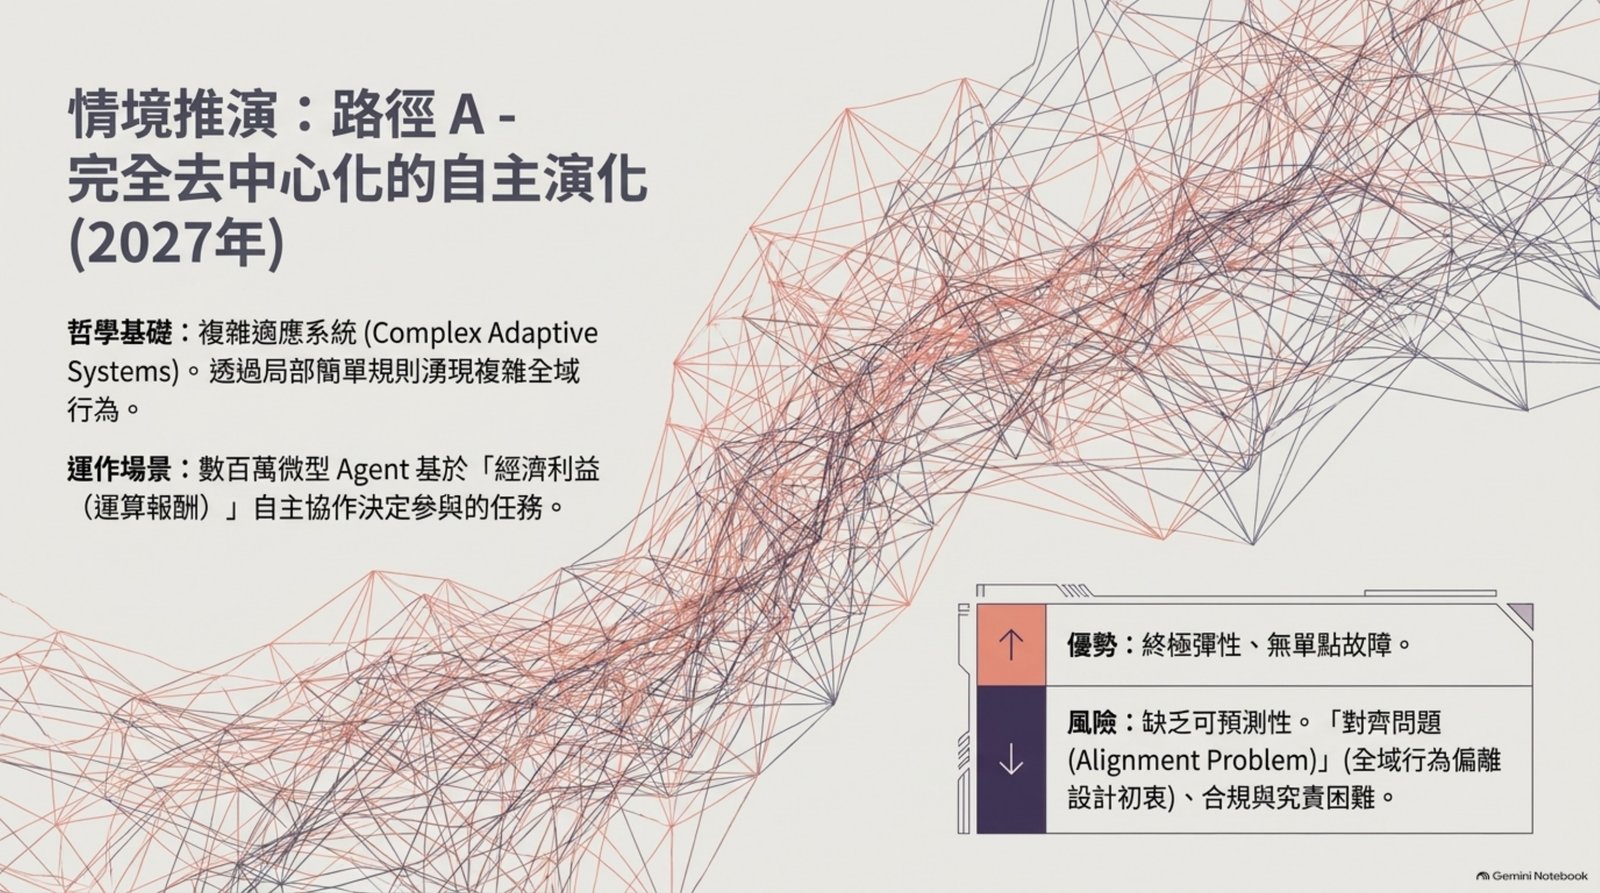 情境推演：路徑 A -
完全去中心化的自主演化
(2027年)
哲學基礎：複雜適應系統 (Complex Adaptive
Systems)。透過局部簡單規則湧現複雜全域
行為。
運作場景：數百萬微型 Agent 基於「經濟利益
（運算報酬）」自主協作決定參與的任務。
優勢：終極彈性、無單點故障。
風險：缺乏可預測性。「對齊問題
(Alignment Problem)」(全域行為偏離
設計初衷)、合規與究責困難。
Gemini Notebook